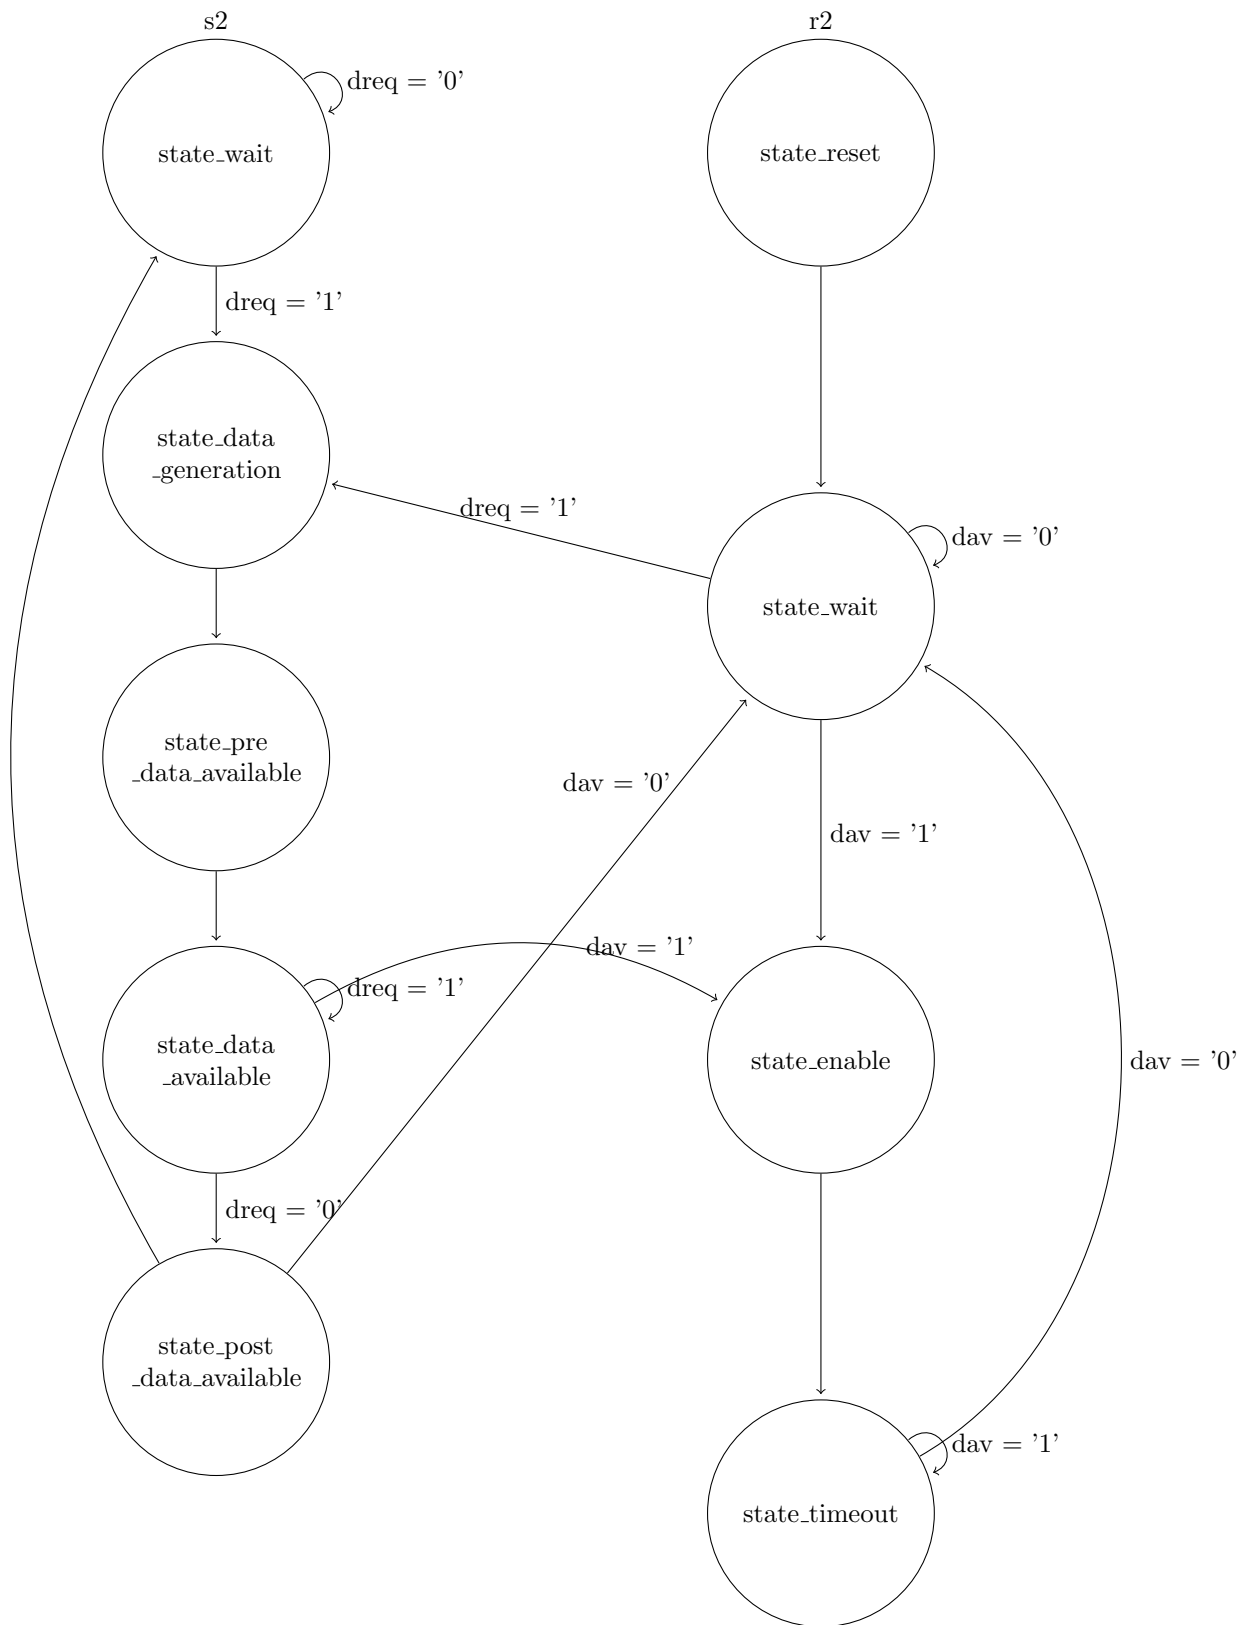 s2
r2
dreq = '0'
state_wait
state_reset
dreq = '1'
state_data
_generation
dreq = '1'
dav = '0'
state_wait
state_pre
_data_available
dav = '0'
dav = '1'
dav = '1'
dreq = '1'
state_data
_available
state_enable
dav = '0'
dreq = '0'
state_post
_data_available
dav = '1'
state_timeout